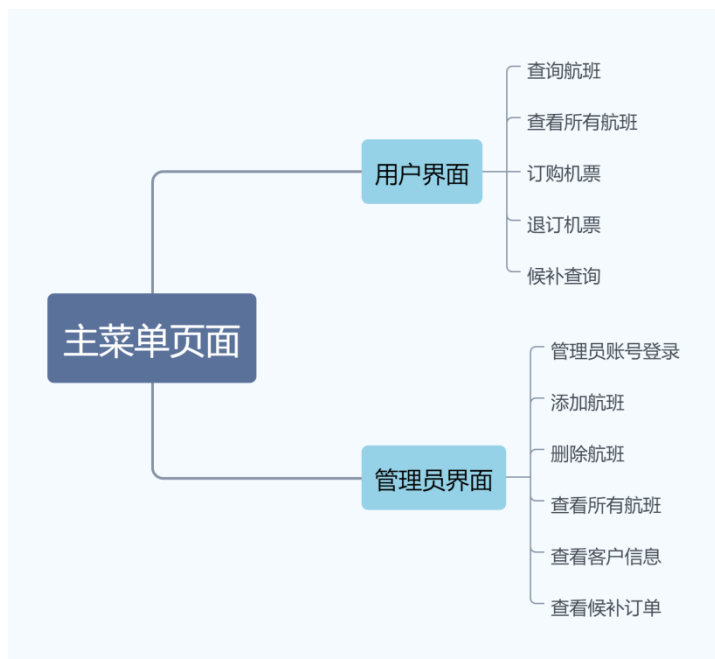 主菜单页面
用户界面
查询航班
查看所有航班
订购机票
退订机票
候补查询
管理员界面
管理员账号登录
添加航班
删除航班
查看所有航班
查看客户信息
查看候补订单